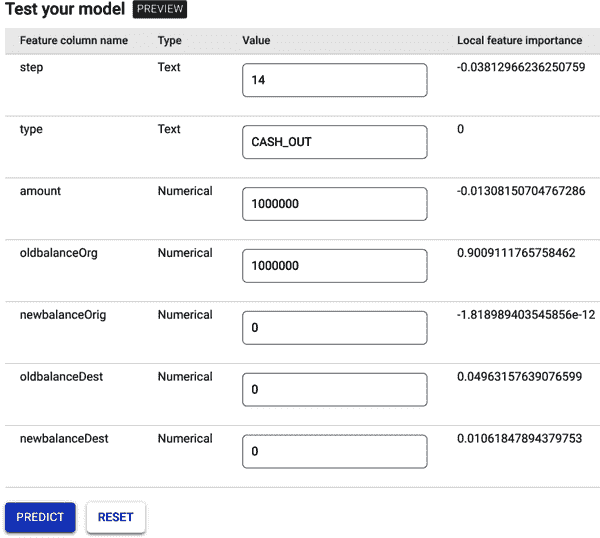 Test your model PREVIEW
Feature column name Type Value Local feature importance
step Text 14 -0.03812966236250759
type Text CASH_OUT 0
amount Numerical 1000000 -0.01308150704767286
oldbalanceOrg Numerical 1000000 0.9009111765758462
newbalanceOrig Numerical 0 -1.818989403545856e-12
oldbalanceDest Numerical 0 0.04963157639076599
newbalanceDest Numerical 0 0.01061847894379753
PREDICT RESET